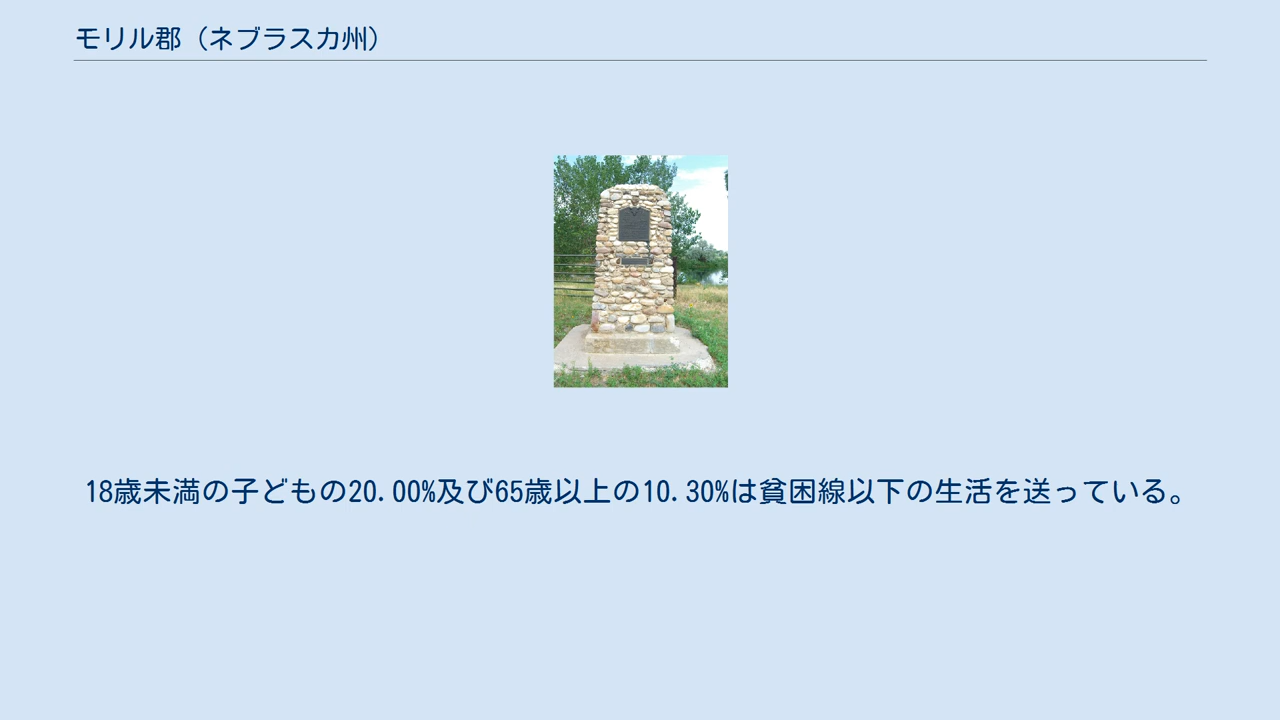 モリル郡（ネブラスカ州）
18歳未満の子どもの20.00%及び65歳以上の10.30%は貧困線以下の生活を送っている。